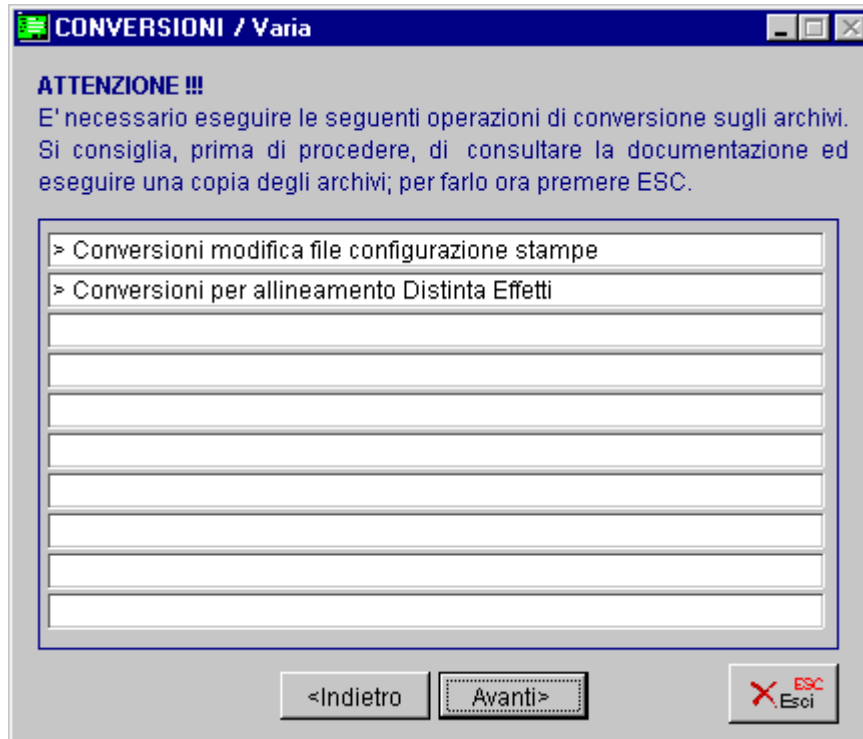 CONVERSIONI / Varia
ATTENZIONE !!!
E' necessario eseguire le seguenti operazioni di conversione sugli archivi.
Si consiglia, prima di procedere, di consultare la documentazione ed
eseguire una copia degli archivi; per farlo ora premere ESC.
> Conversioni modifica file configurazione stampe
> Conversioni per allineamento Distinta Effetti
<Indietro
Avanti>
ESC
Esci